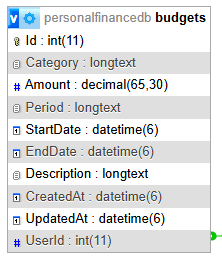 v personalfinancedb budgets
Id : int(11)
Category : longtext
# Amount : decimal(65,30)
Period : longtext
StartDate : datetime(6)
EndDate : datetime(6)
Description : longtext
CreatedAt : datetime(6)
UpdatedAt : datetime(6)
# UserId : int(11)